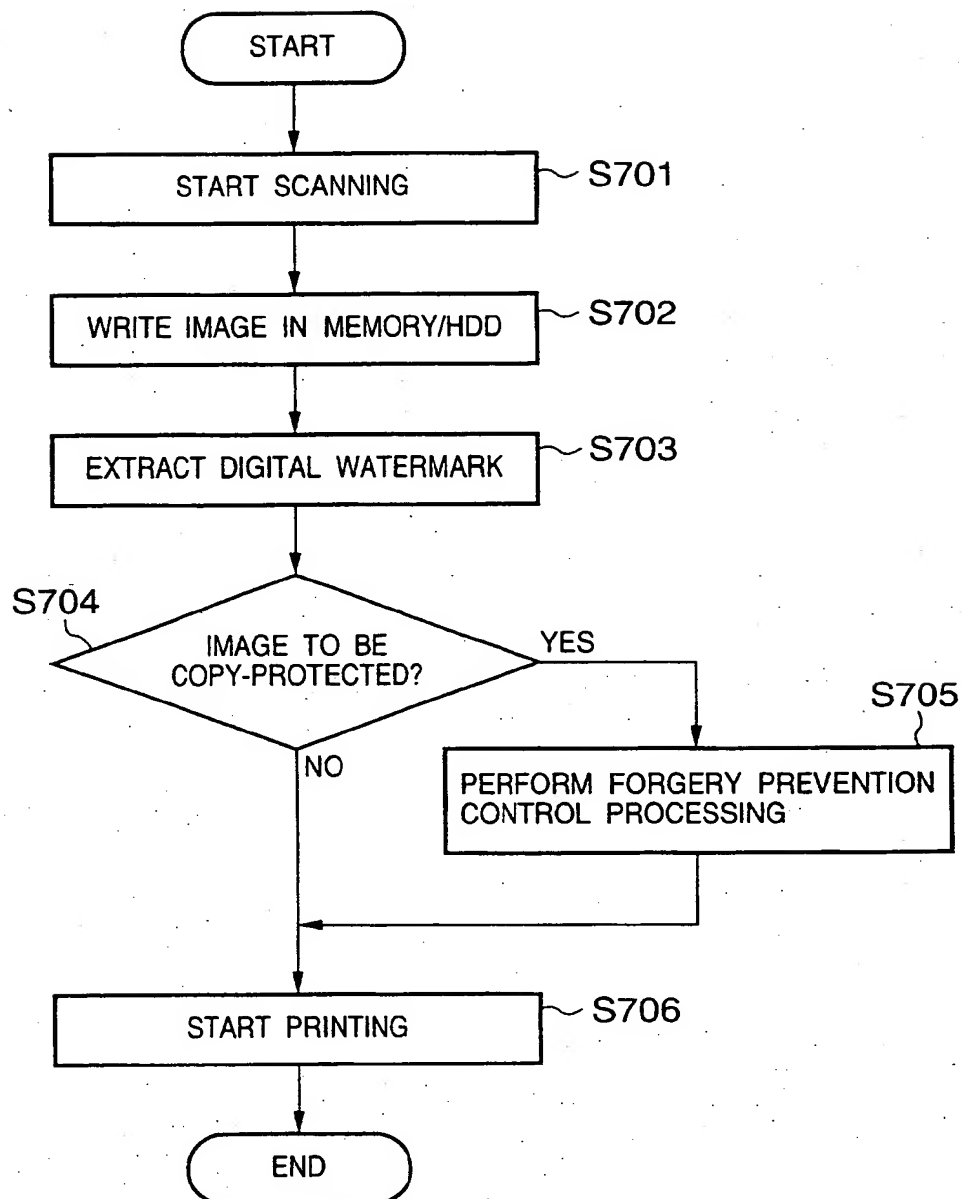 START
START SCANNING
S701
WRITE IMAGE IN MEMORY/HDD
S702
EXTRACT DIGITAL WATERMARK
S703
S704
IMAGE TO BE
COPY-PROTECTED?
YES
NO
S705
PERFORM FORGERY PREVENTION
CONTROL PROCESSING
START PRINTING
S706
END